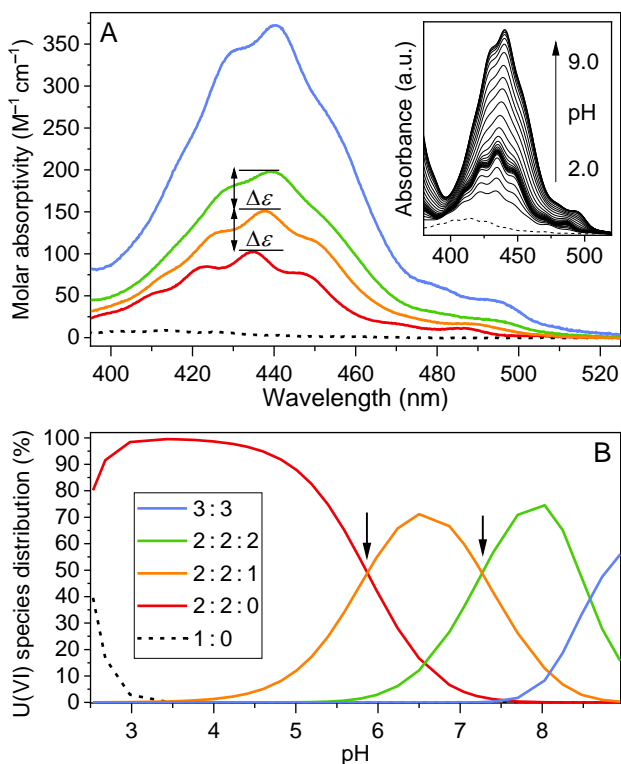 A
Molar absorptivity (M⁻¹ cm⁻¹)
350
300
250
200
150
100
50
0
Δε
Δε
400 420 440 460 480 500 520
Wavelength (nm)
Absorbance (a.u.)
9.0
pH
2.0
400 450 500
B
U(VI) species distribution (%)
100
90
80
70
60
50
40
30
20
10
0
3:3
2:2:2
2:2:1
2:2:0
1:0
3 4 5 6 7 8
pH